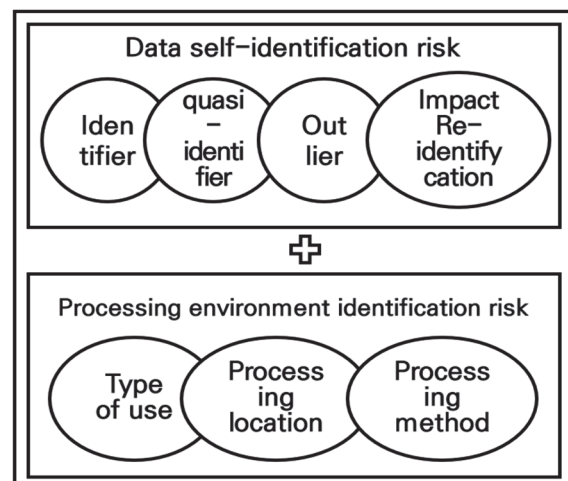 Data self-identification risk
Iden
tifier
quasi
-
identi
fier
Out
lier
Impact
Re-
identify
cation
Processing environment identification risk
Type
of use
Process
ing
location
Process
ing
method